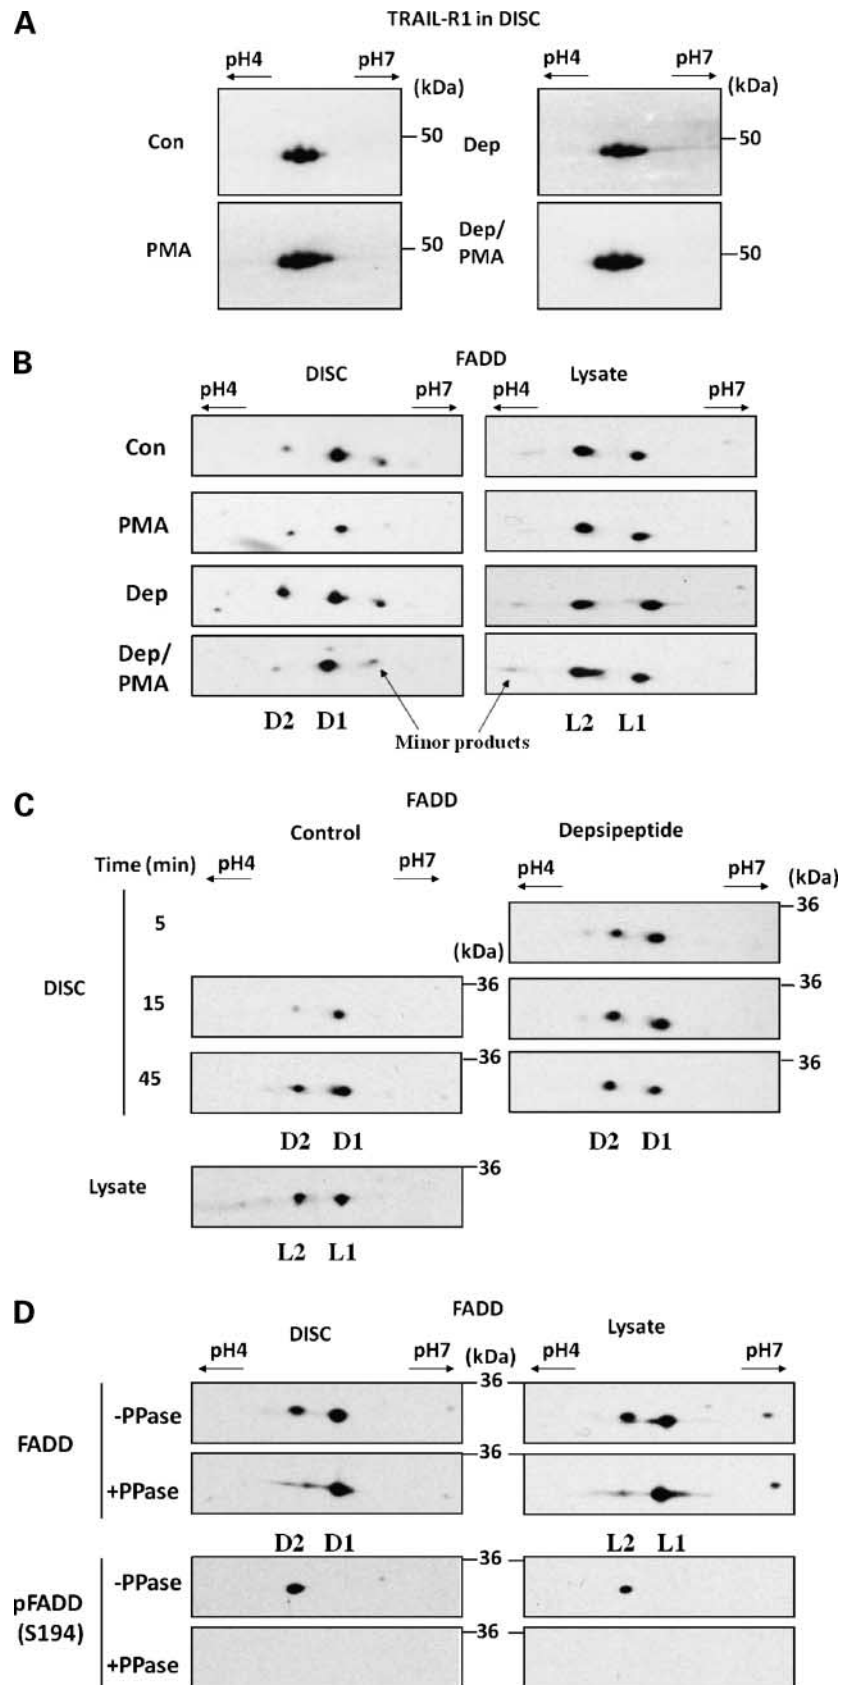 A
TRAIL-R1 in DISC
pH4 pH7 pH4 pH7
(kDa) (kDa)
Con 50 Dep 50
PMA 50 Dep/ PMA 50
B
FADD
DISC Lysate
pH4 pH7 pH4 pH7
Con
PMA
Dep
Dep/
PMA
D2 D1 L2 L1
Minor products
C
FADD
Control Depsipeptide
Time (min) pH4 pH7 pH4 pH7 (kDa)
5 36
(kDa)
DISC 15 36 36
45 36 36
D2 D1 D2 D1
Lysate 36
L2 L1
D
FADD
DISC Lysate
pH4 pH7 (kDa) pH4 pH7
FADD -PPase 36
+PPase 36
D2 D1 L2 L1
pFADD (S194) -PPase 36
+PPase 36